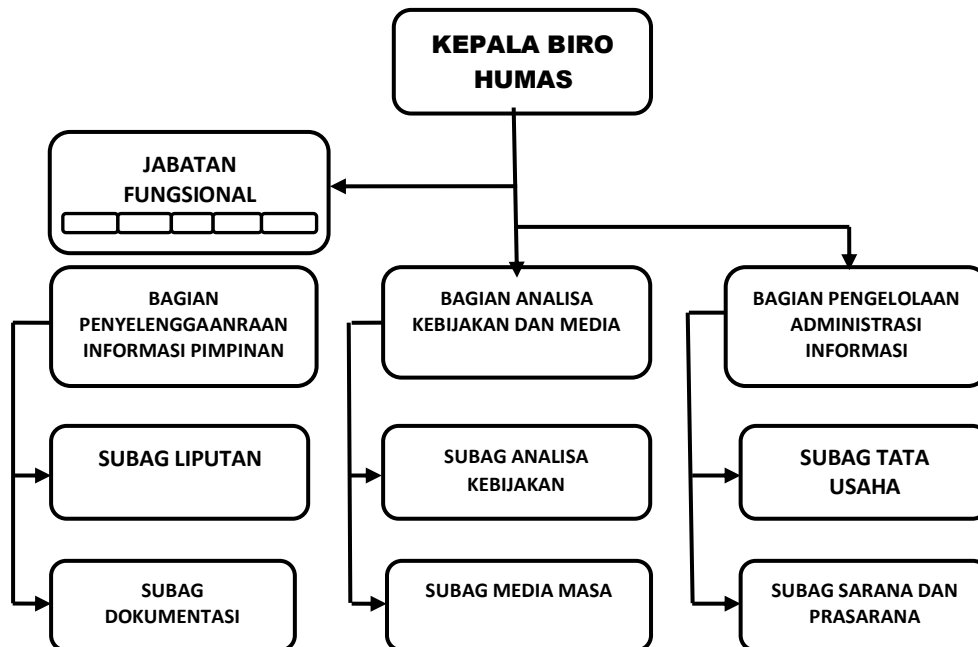 KEPALA BIRO
HUMAS
JABATAN
FUNGSIONAL
BAGIAN
PENYELENGGAANRAAN
INFORMASI PIMPINAN
BAGIAN ANALISA
KEBIJAKAN DAN MEDIA
BAGIAN PENGELOLAAN
ADMINISTRASI
INFORMASI
SUBAG LIPUTAN
SUBAG ANALISA
KEBIJAKAN
SUBAG TATA
USAHA
SUBAG
DOKUMENTASI
SUBAG MEDIA MASA
SUBAG SARANA DAN
PRASARANA